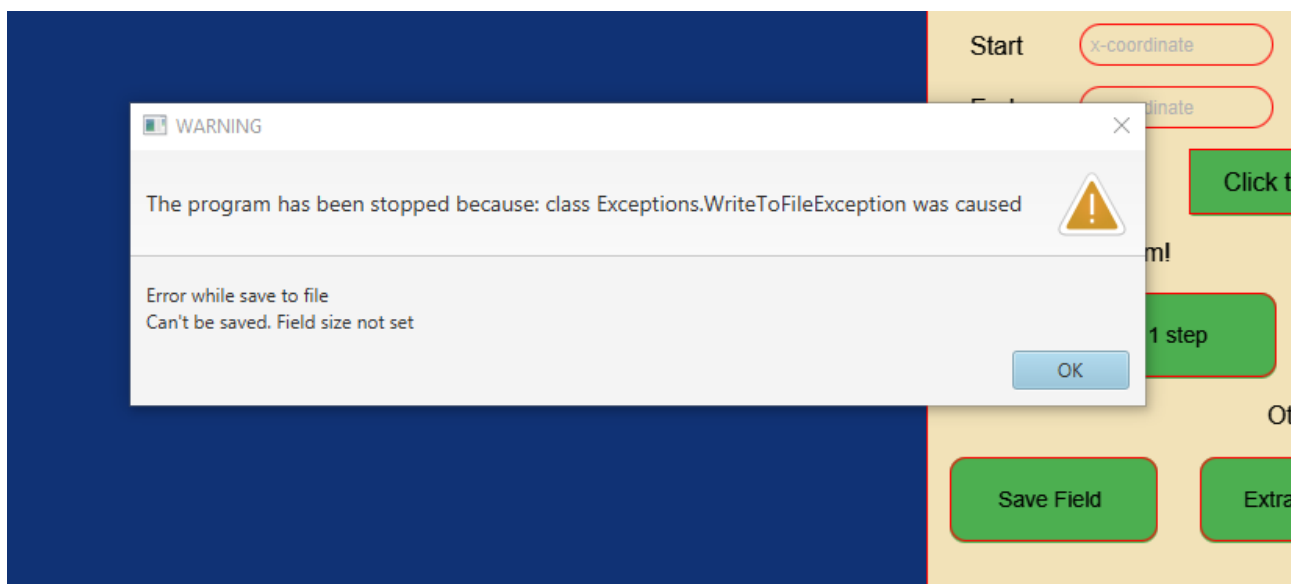 Start
x-coordinate
WARNING
The program has been stopped because: class Exceptions.WriteToFileException was caused
Error while save to file
Can't be saved. Field size not set
OK
Click t
m!
1 step
Ot
Save Field
Extra